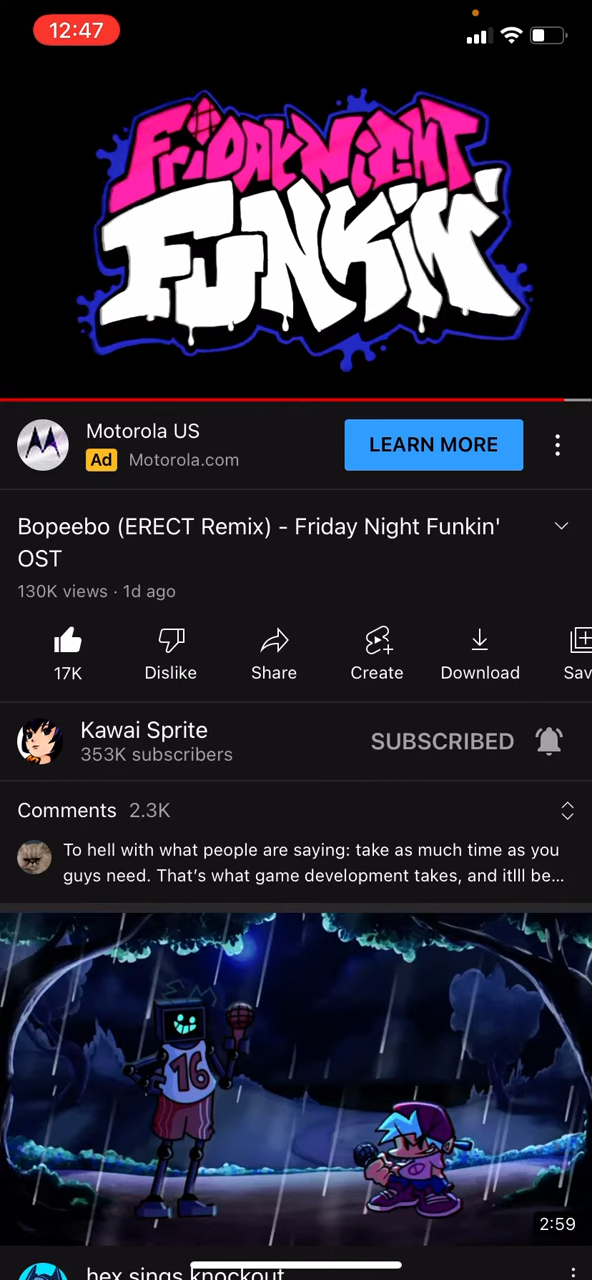 12:47
FRiDAY NiGHT
FUNKiN'
Motorola US
LEARN MORE
Ad Motorola.com
Bopeebo (ERECT Remix) - Friday Night Funkin'
OST
130K views · 1d ago
17K Dislike Share Create Download Sav
Kawai Sprite
353K subscribers
SUBSCRIBED
Comments 2.3K
To hell with what people are saying: take as much time as you
guys need. That's what game development takes, and itlll be...
16
2:59
hex sings knockout